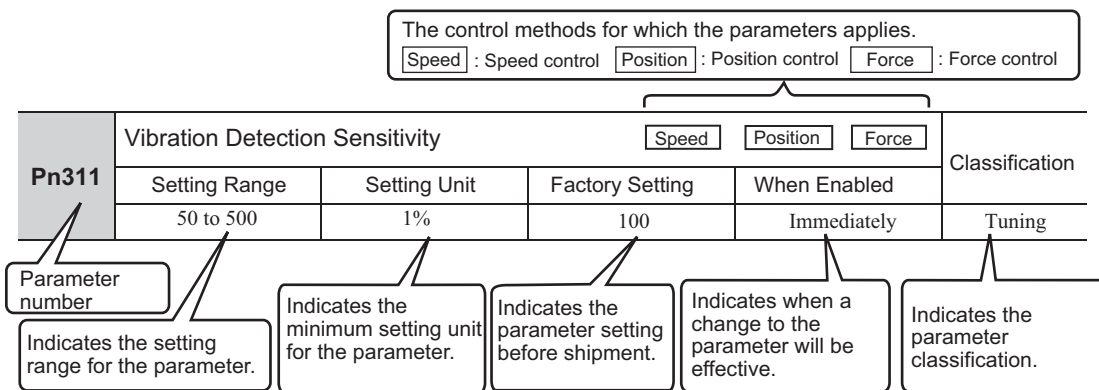 The control methods for which the parameters applies.
Speed : Speed control Position : Position control Force : Force control
Pn311
Vibration Detection Sensitivity Speed Position Force
Classification
Setting Range Setting Unit Factory Setting When Enabled
50 to 500 1% 100 Immediately Tuning
Parameter
number
Indicates the setting
range for the parameter.
Indicates the
minimum setting unit
for the parameter.
Indicates the
parameter setting
before shipment.
Indicates when a
change to the
parameter will be
effective.
Indicates the
parameter
classification.